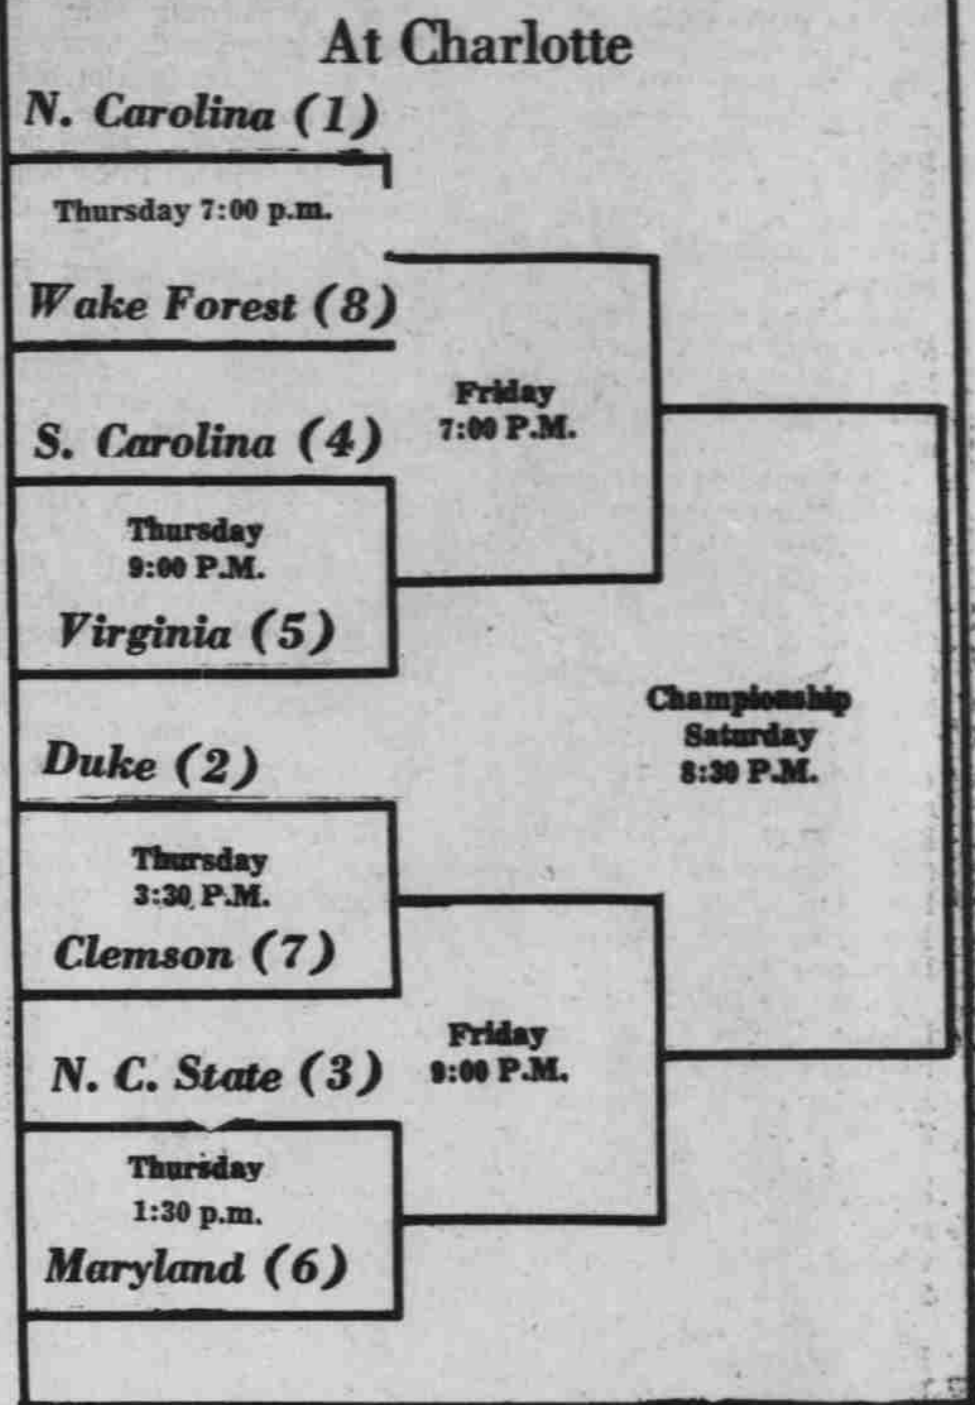 At Charlotte
N. Carolina (1)
Thursday 7:00 p.m.
Wake Forest (8)
Friday
7:00 P.M.
S. Carolina (4)
Thursday
9:00 P.M.
Virginia (5)
Championship
Saturday
8:30 P.M.
Duke (2)
Thursday
3:30 P.M.
Clemson (7)
Friday
9:00 P.M.
N. C. State (3)
Thursday
1:30 p.m.
Maryland (6)